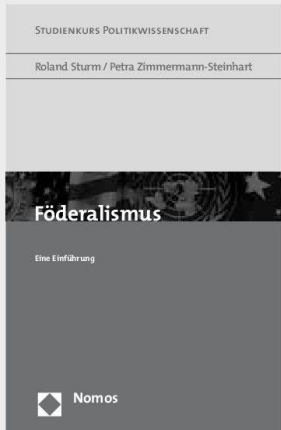 Studienkurs Politikwissenschaft
Roland Sturm / Petra Zimmermann-Steinhart
Föderalismus
Eine Einführung
Nomos